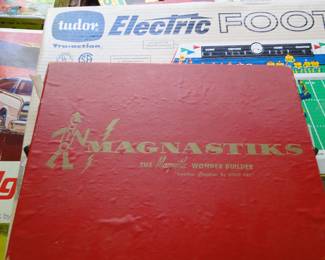 tudor Electric FOOT
Tru-action
MAGNASTIKS
THE Magnetic WONDER BUILDER